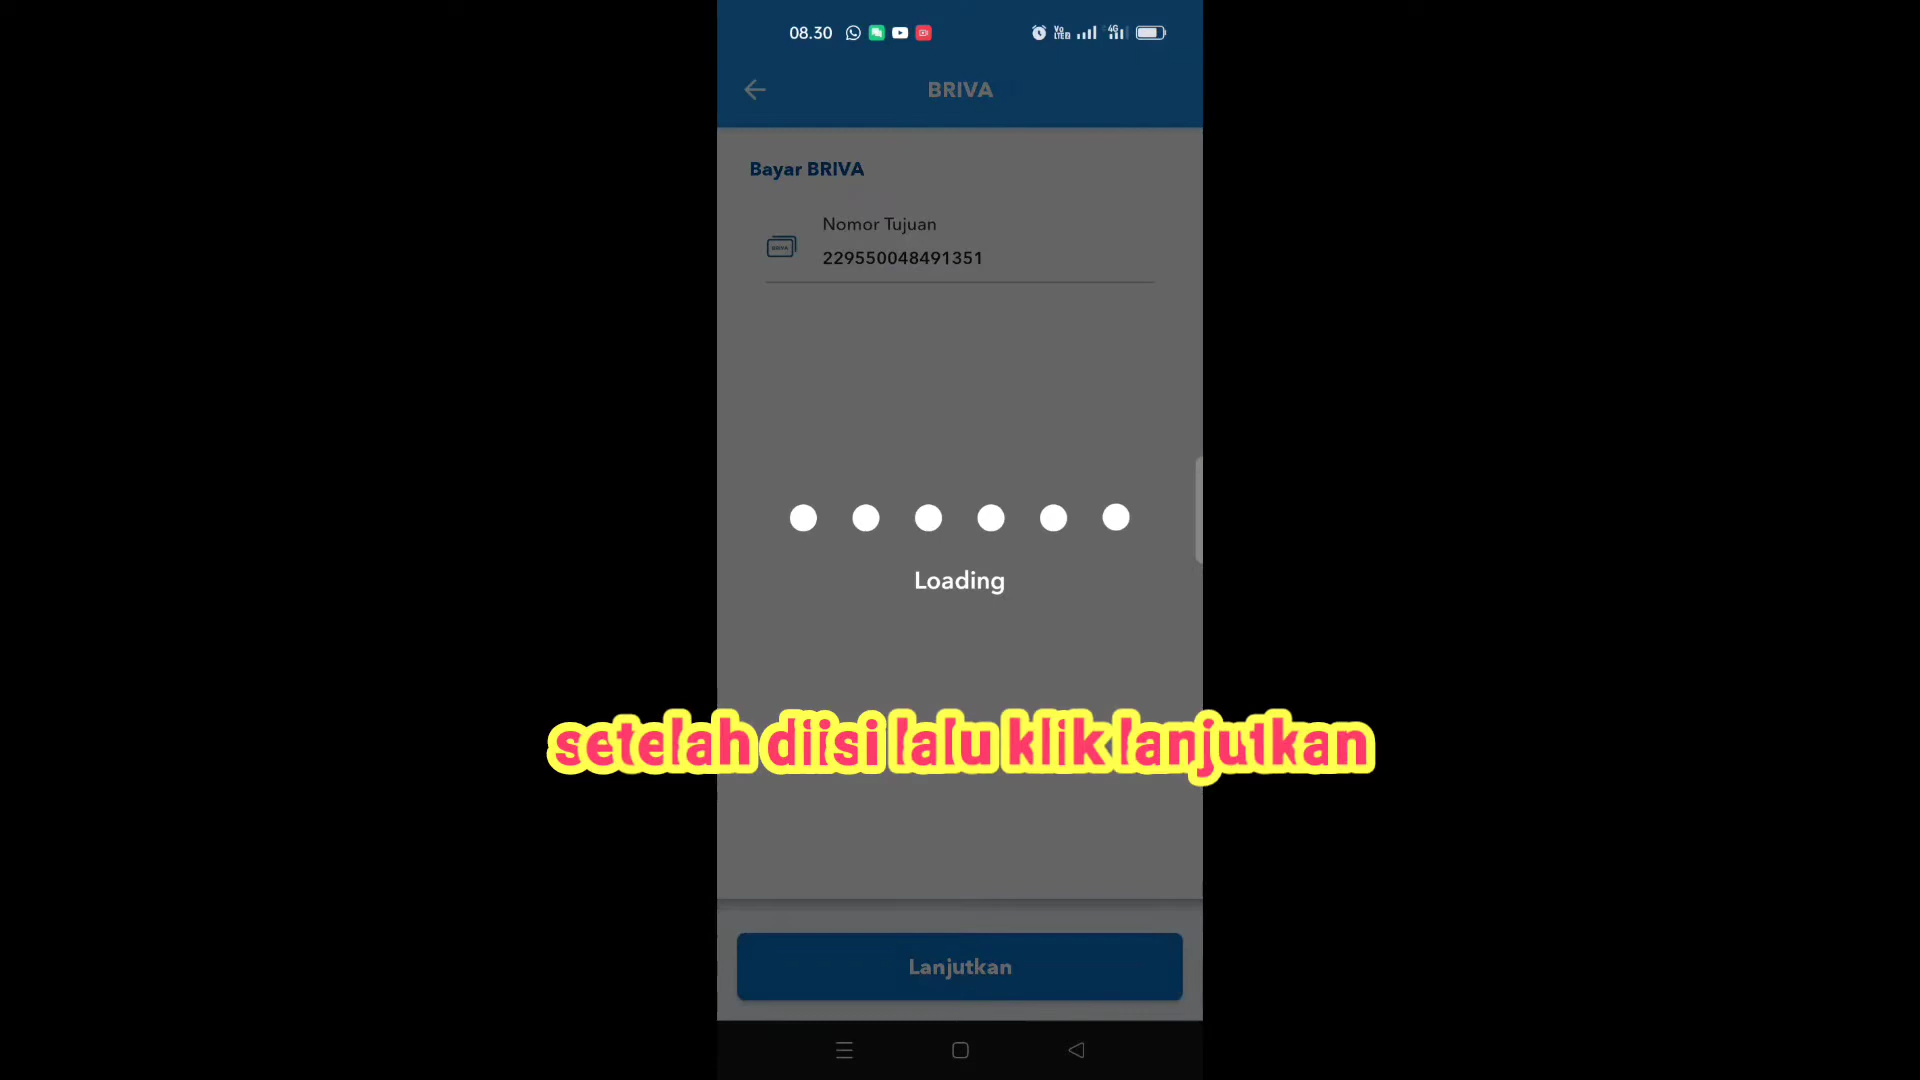 08.30
BRIVA
Bayar BRIVA
Nomor Tujuan
229550048491351
Loading
setelah diisi lalu klik lanjutkan
Lanjutkan